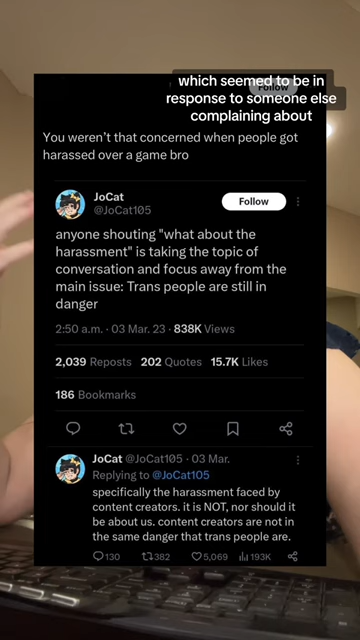 which seemed to be in
response to someone else
complaining about
Follow
You weren't that concerned when people got
harassed over a game bro
JoCat
@JoCat105
Follow
anyone shouting "what about the
harassment" is taking the topic of
conversation and focus away from the
main issue: Trans people are still in
danger
2:50 a.m. · 03 Mar. 23 · 838K Views
2,039 Reposts 202 Quotes 15.7K Likes
186 Bookmarks
JoCat @JoCat105 · 03 Mar.
Replying to @JoCat105
specifically the harassment faced by
content creators. it is NOT, nor should it
be about us. content creators are not in
the same danger that trans people are.
130 382 5,069 193K